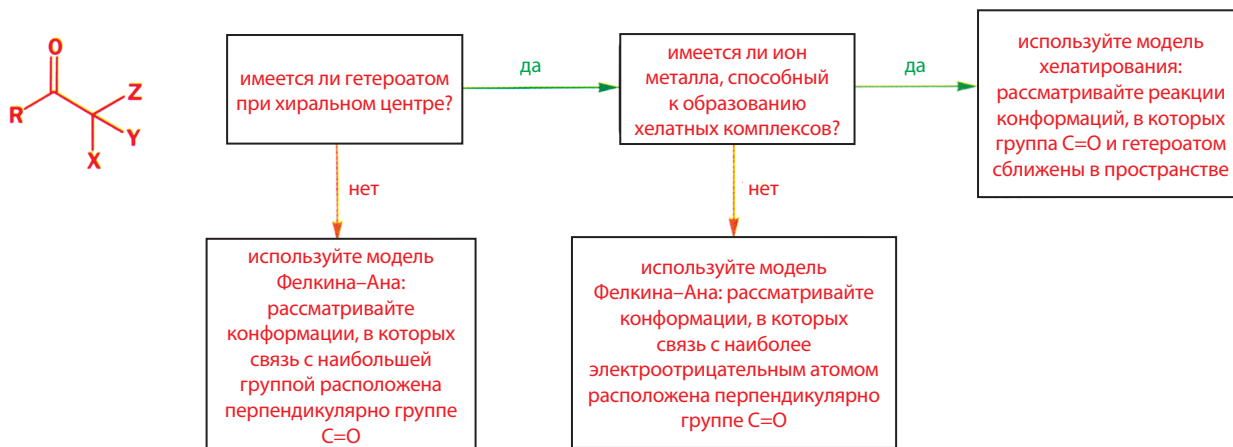 O
R
Z
Y
X
имеется ли гетероатом
при хиральном центре?
да
имеется ли ион
металла, способный
к образованию
хелатных комплексов?
да
используйте модель
хелатирования:
рассматривайте реакции
конформаций, в которых
группа C=O и гетероатом
сближены в пространстве
нет
нет
используйте модель
Фелкина–Ана:
рассматривайте
конформации, в которых
связь с наибольшей
группой расположена
перпендикулярно группе
C=O
используйте модель
Фелкина–Ана: рассматривайте
конформации, в которых
связь с наиболее
электроотрицательным атомом
расположена перпендикулярно
группе C=O